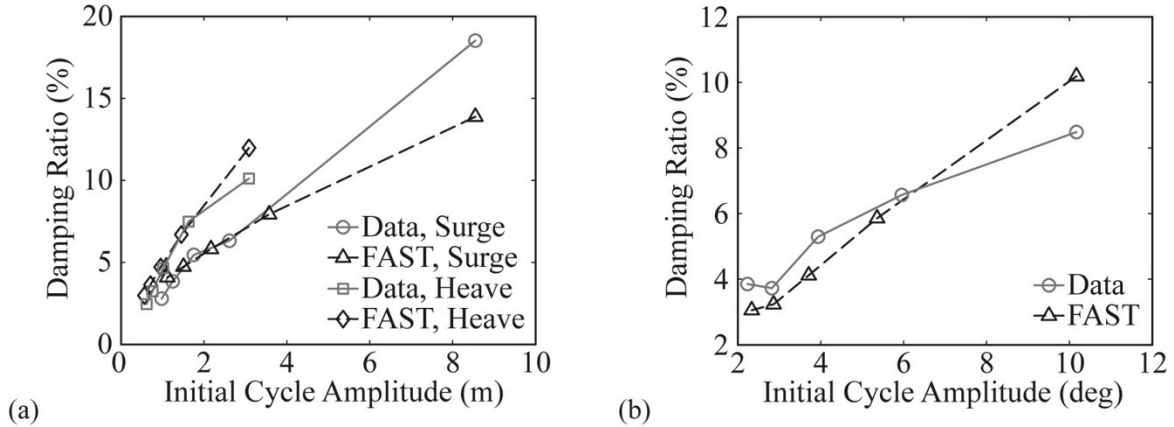 20
15
10
5
0
Damping Ratio (%)
Data, Surge
FAST, Surge
Data, Heave
FAST, Heave
0 2 4 6 8 10
Initial Cycle Amplitude (m)
(a)
12
10
8
6
4
2
Damping Ratio (%)
Data
FAST
2 4 6 8 10 12
Initial Cycle Amplitude (deg)
(b)